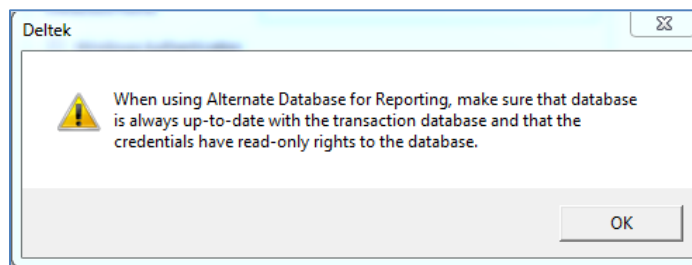 Deltek
When using Alternate Database for Reporting, make sure that database
is always up-to-date with the transaction database and that the
credentials have read-only rights to the database.
OK